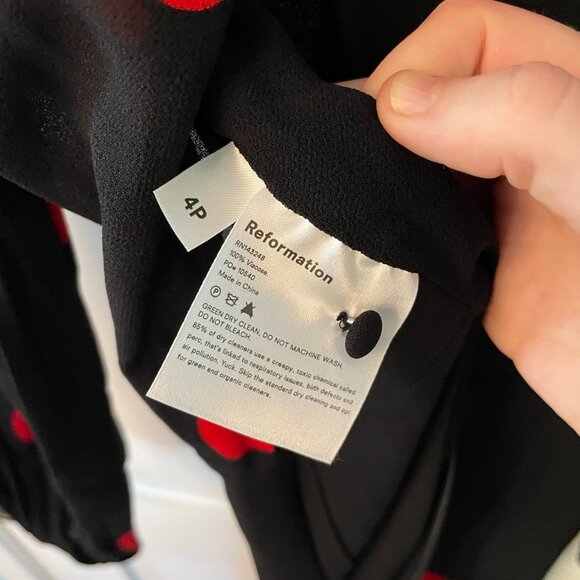 4P
Reformation
RN143248
100% Viscose
PO# 10540
Made in China
GREEN DRY CLEAN, DO NOT MACHINE WASH,
DO NOT BLEACH.
85% of dry cleaners use a creepy, toxic chemical called
perc, that's linked to respiratory issues, birth defects and
air pollution. Yuck. Skip the standard dry cleaning and opt
for green and organic cleaners.